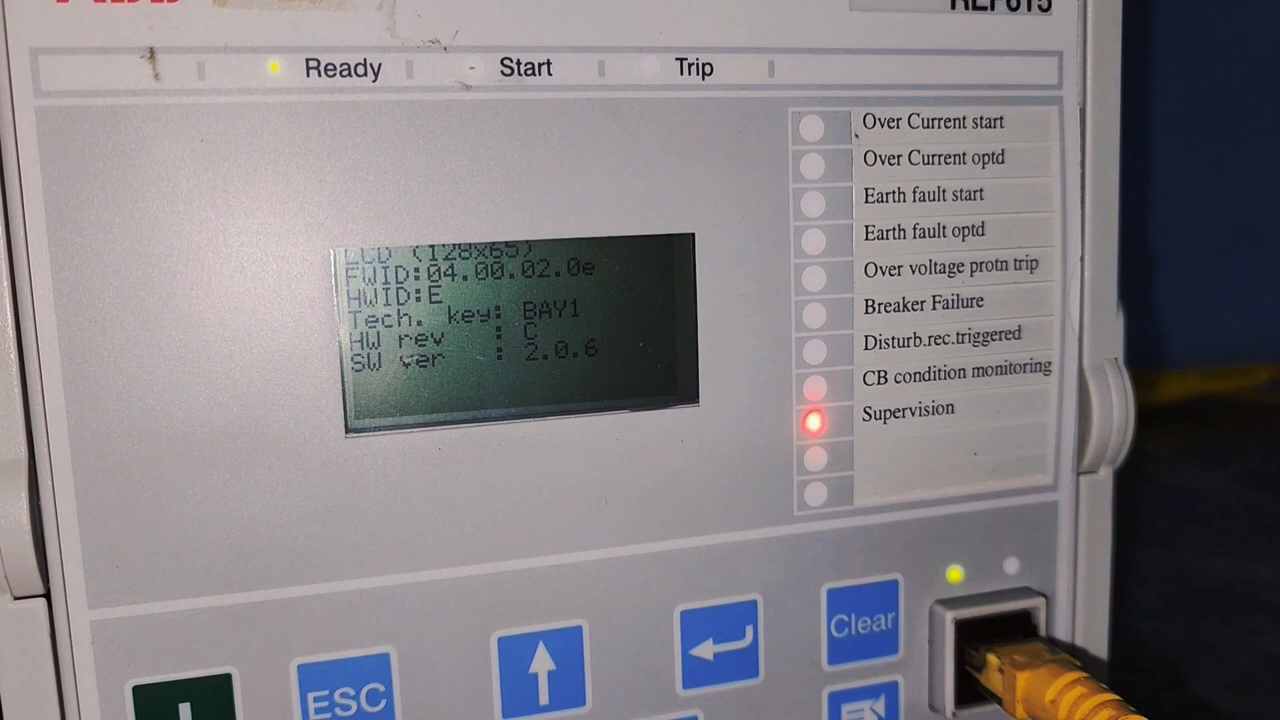 ABB
REF615
Ready
Start
Trip
Over Current start
Over Current optd
Earth fault start
Earth fault optd
Over voltage protn trip
Breaker Failure
Disturb.rec.triggered
CB condition monitoring
Supervision
LCD (128x65)
FWID:04.00.02.0e
HWID:E
Tech. key: BAY1
HW rev : C
SW ver : 2.0.6
ESC
Clear